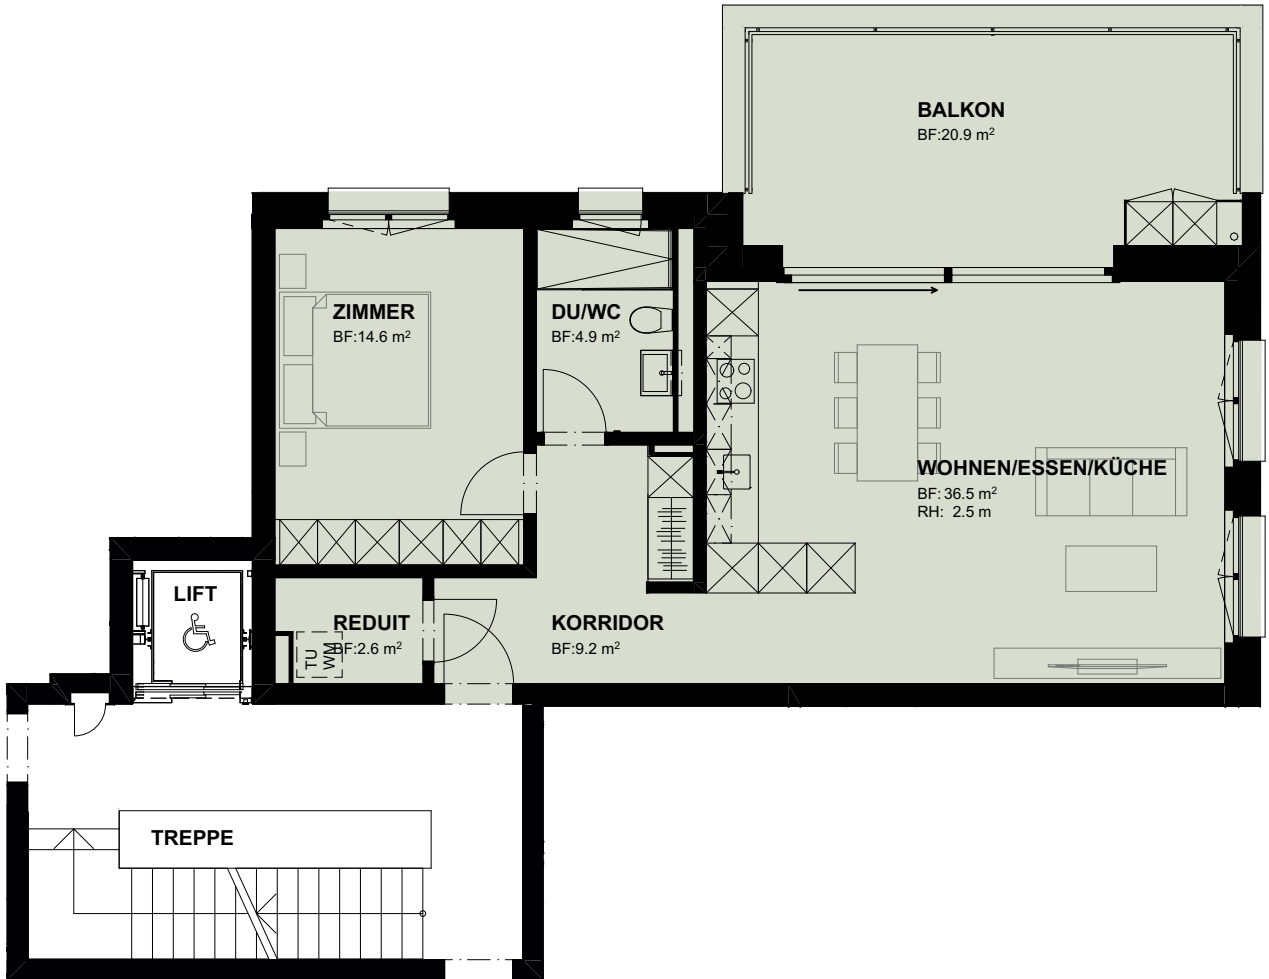 BALKON
BF:20.9 m²
ZIMMER
BF:14.6 m²
DU/WC
BF:4.9 m²
WOHNEN/ESSEN/KÜCHE
BF: 36.5 m²
RH: 2.5 m
LIFT
REDUIT
BF:2.6 m²
TU
WM
KORRIDOR
BF:9.2 m²
TREPPE